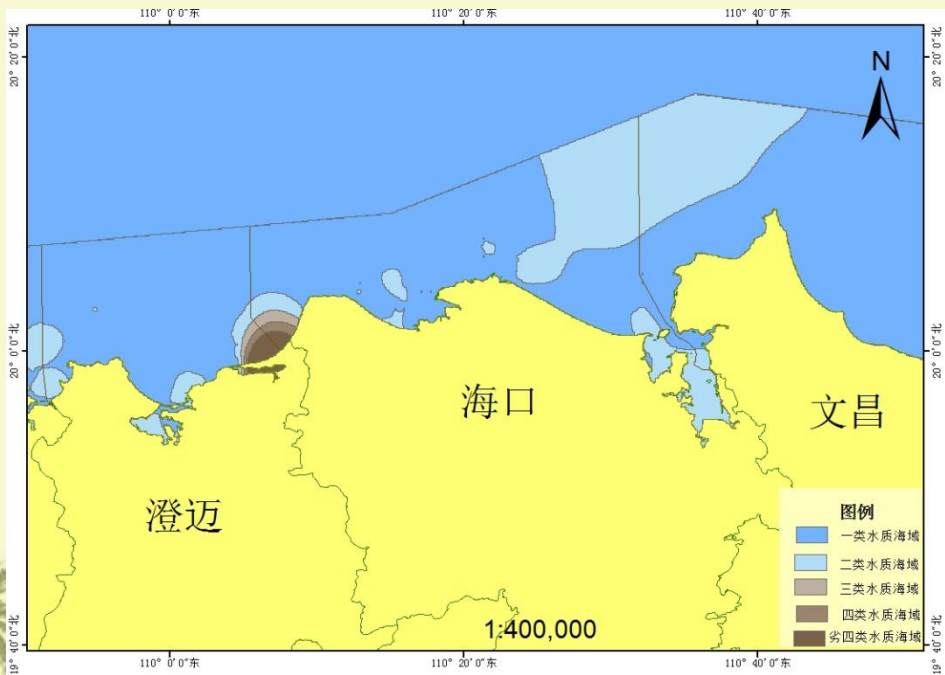 110° 0′0″东
110° 20′0″东
110° 40′0″东
20° 20′0″北
20° 20′0″北
N
20° 0′0″北
20° 0′0″北
海口
文昌
澄迈
图例
一类水质海域
二类水质海域
三类水质海域
四类水质海域
劣四类水质海域
1:400,000
19° 40′0″北
19° 40′0″北
110° 0′0″东
110° 20′0″东
110° 40′0″东